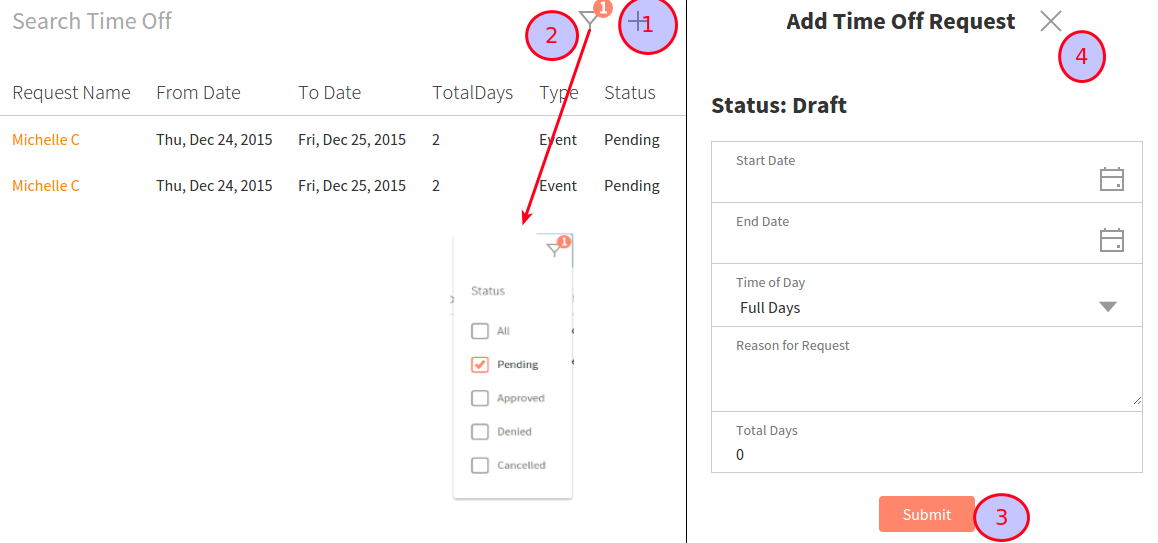 Search Time Off
2
1
1
Request Name From Date To Date TotalDays Type Status
Michelle C Thu, Dec 24, 2015 Fri, Dec 25, 2015 2 Event Pending
Michelle C Thu, Dec 24, 2015 Fri, Dec 25, 2015 2 Event Pending
1
Status
All
Pending
Approved
Denied
Cancelled
Add Time Off Request
4
Status: Draft
Start Date
End Date
Time of Day
Full Days
Reason for Request
Total Days
0
Submit
3